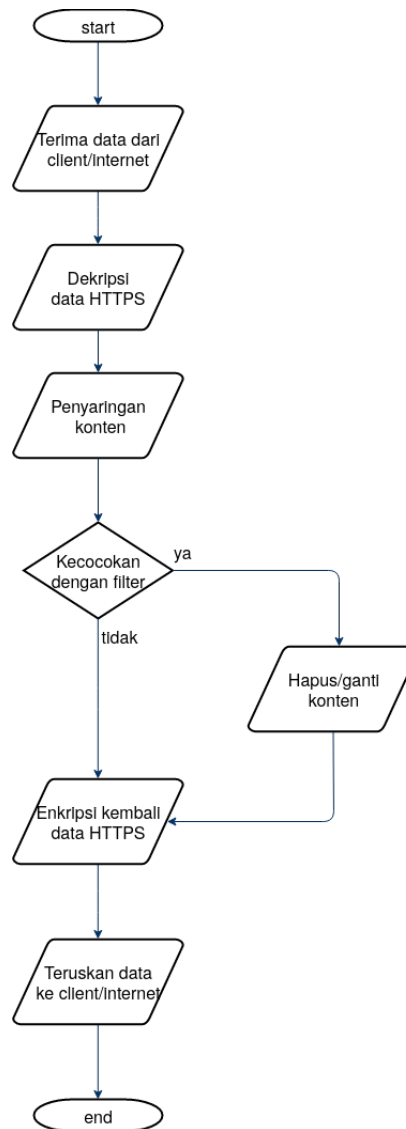 start
Terima data dari
client/internet
Dekripsi
data HTTPS
Penyaringan
konten
Kecocokan
dengan filter
ya
tidak
Hapus/ganti
konten
Enkripsi kembali
data HTTPS
Teruskan data
ke client/internet
end